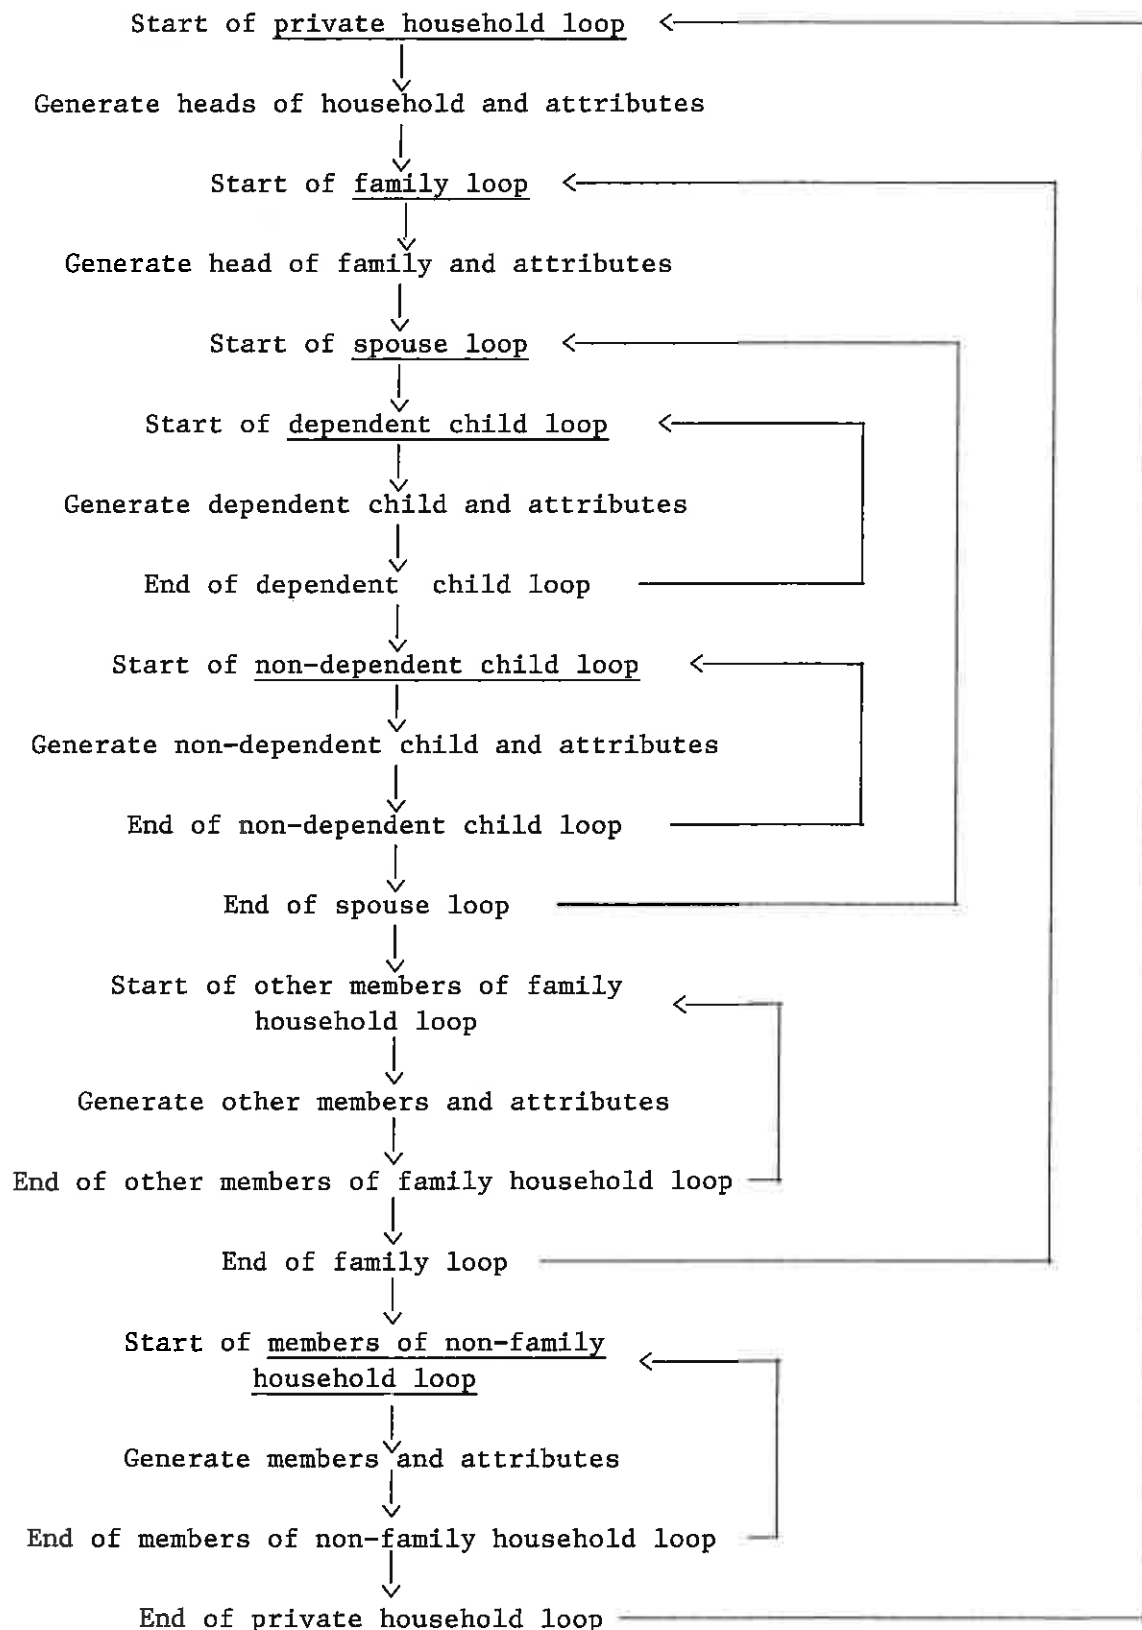 Start of private household loop
Generate heads of household and attributes
Start of family loop
Generate head of family and attributes
Start of spouse loop
Start of dependent child loop
Generate dependent child and attributes
End of dependent child loop
Start of non-dependent child loop
Generate non-dependent child and attributes
End of non-dependent child loop
End of spouse loop
Start of other members of family
household loop
Generate other members and attributes
End of other members of family household loop
End of family loop
Start of members of non-family
household loop
Generate members and attributes
End of members of non-family household loop
End of private household loop